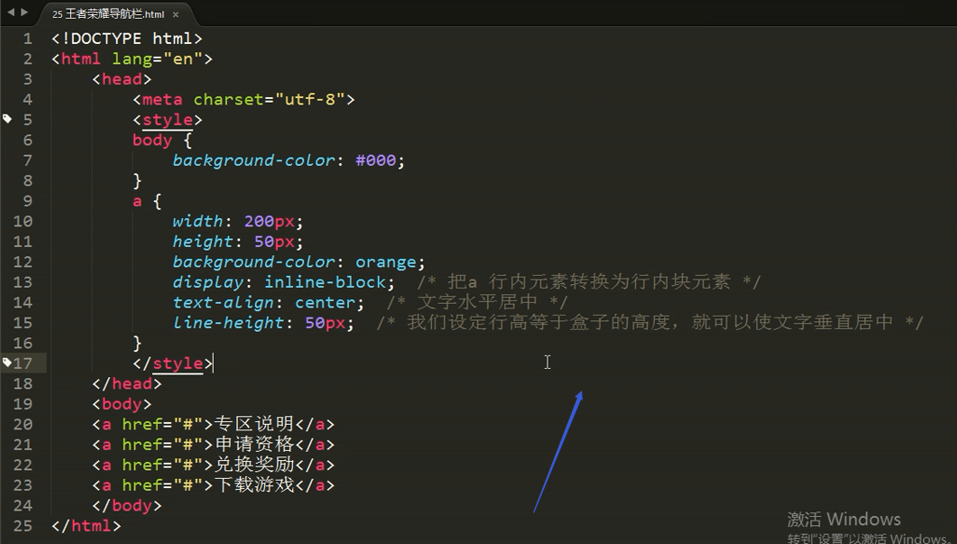 25 王者荣耀导航栏.html ×
1 <!DOCTYPE html>
2 <html lang="en">
3 <head>
4 <meta charset="utf-8">
5 <style>
6 body {
7 background-color: #000;
8 }
9 a {
10 width: 200px;
11 height: 50px;
12 background-color: orange;
13 display: inline-block; /* 把a 行内元素转换为行内块元素 */
14 text-align: center; /* 文字水平居中 */
15 line-height: 50px; /* 我们设定行高等于盒子的高度，就可以使文字垂直居中 */
16 }
17 </style>
18 </head>
19 <body>
20 <a href="#">专区说明</a>
21 <a href="#">申请资格</a>
22 <a href="#">兑换奖励</a>
23 <a href="#">下载游戏</a>
24 </body>
25 </html>
激活 Windows
转到“设置”以激活 Windows。